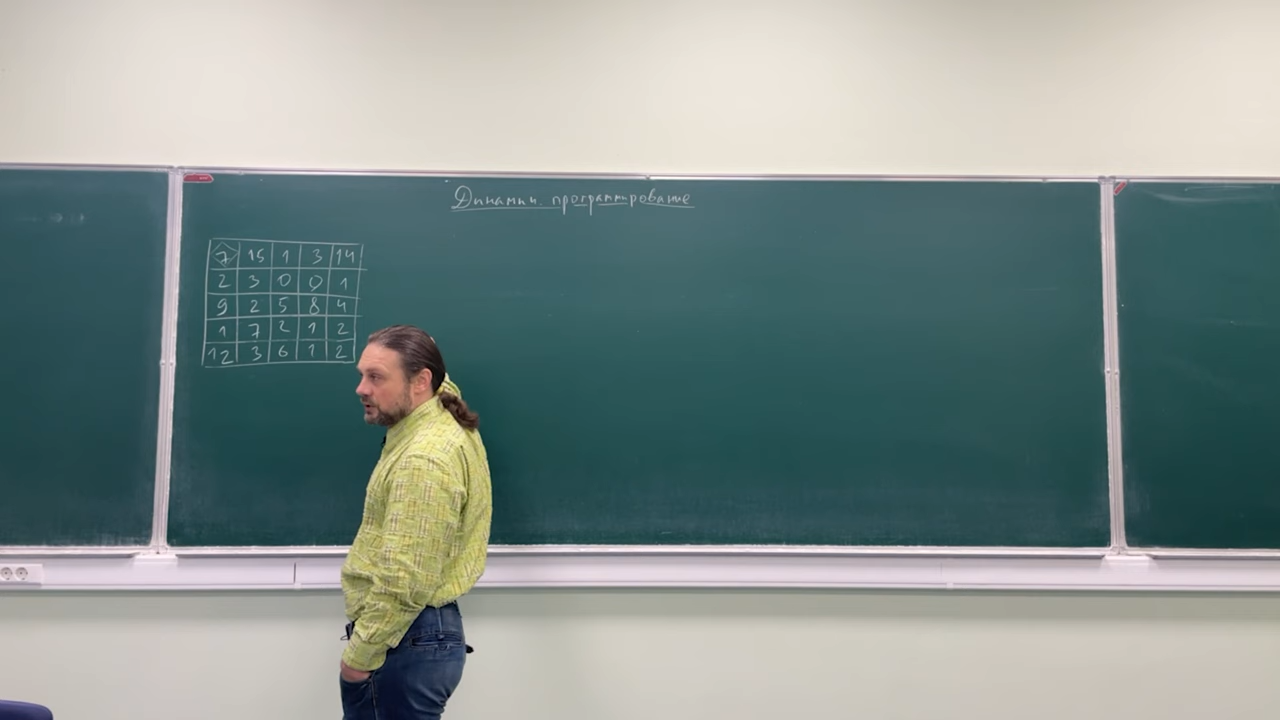 Динамич. программирование
7 15 1 3 14
2 3 0 0 1
9 2 5 8 4
1 7 2 1 2
12 3 6 1 2